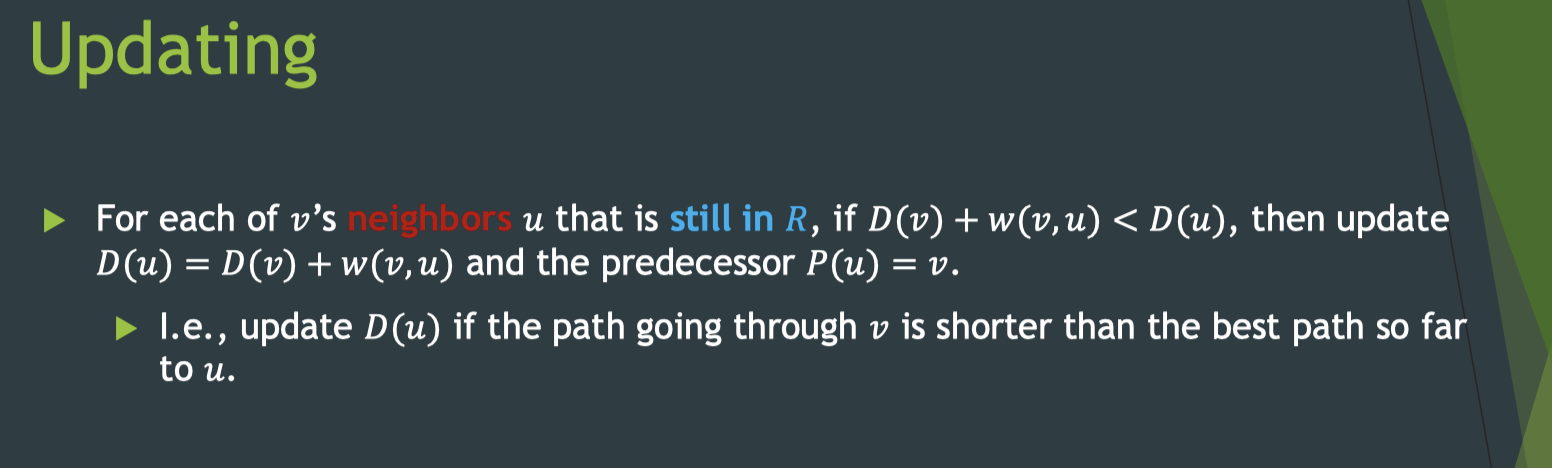 Updating
For each of v’s neighbors u that is still in R, if D(v) + w(v, u) < D(u), then update
D(u) = D(v) + w(v, u) and the predecessor P(u) = v.
I.e., update D(u) if the path going through v is shorter than the best path so far
to u.